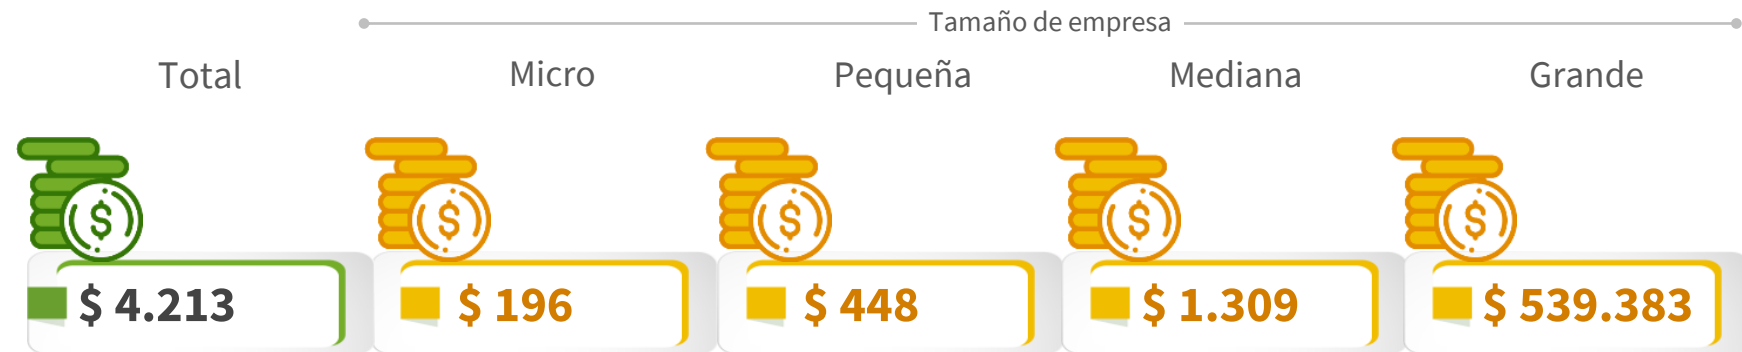 Tamaño de empresa
Total Micro Pequeña Mediana Grande
$ $ $ $ $
$ 4.213 $ 196 $ 448 $ 1.309 $ 539.383